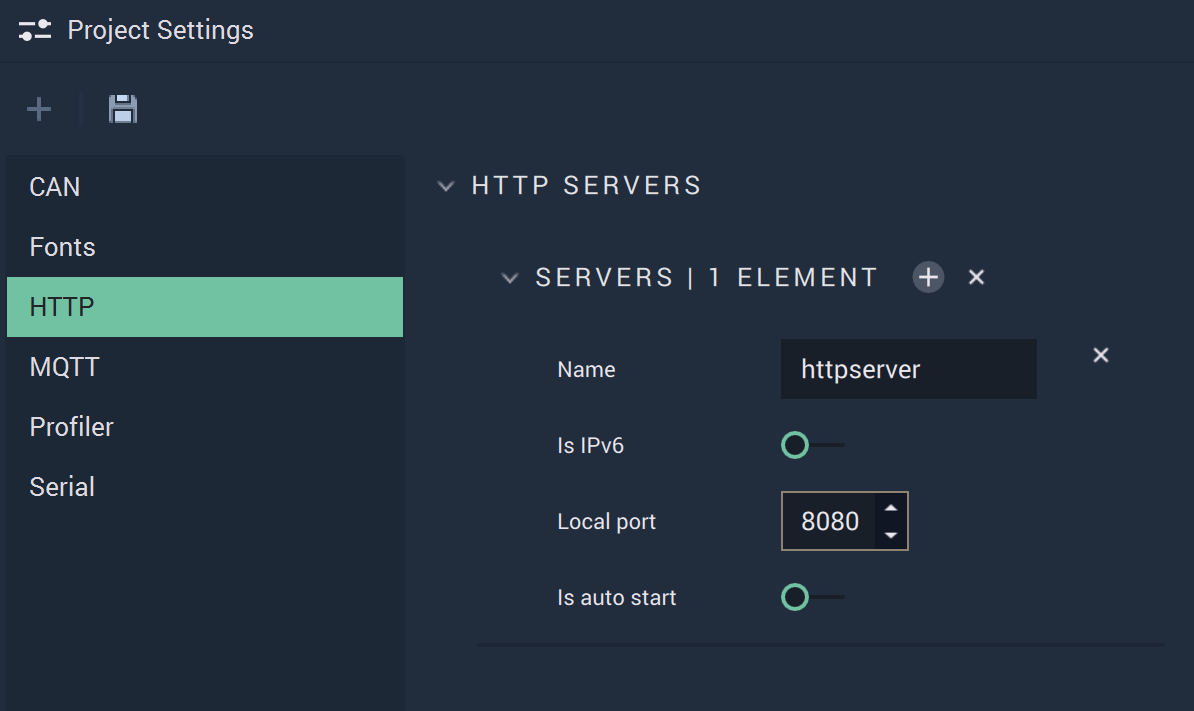 Project Settings
CAN
Fonts
HTTP
MQTT
Profiler
Serial
HTTP SERVERS
SERVERS | 1 ELEMENT
Name httpserver
Is IPv6
Local port 8080
Is auto start